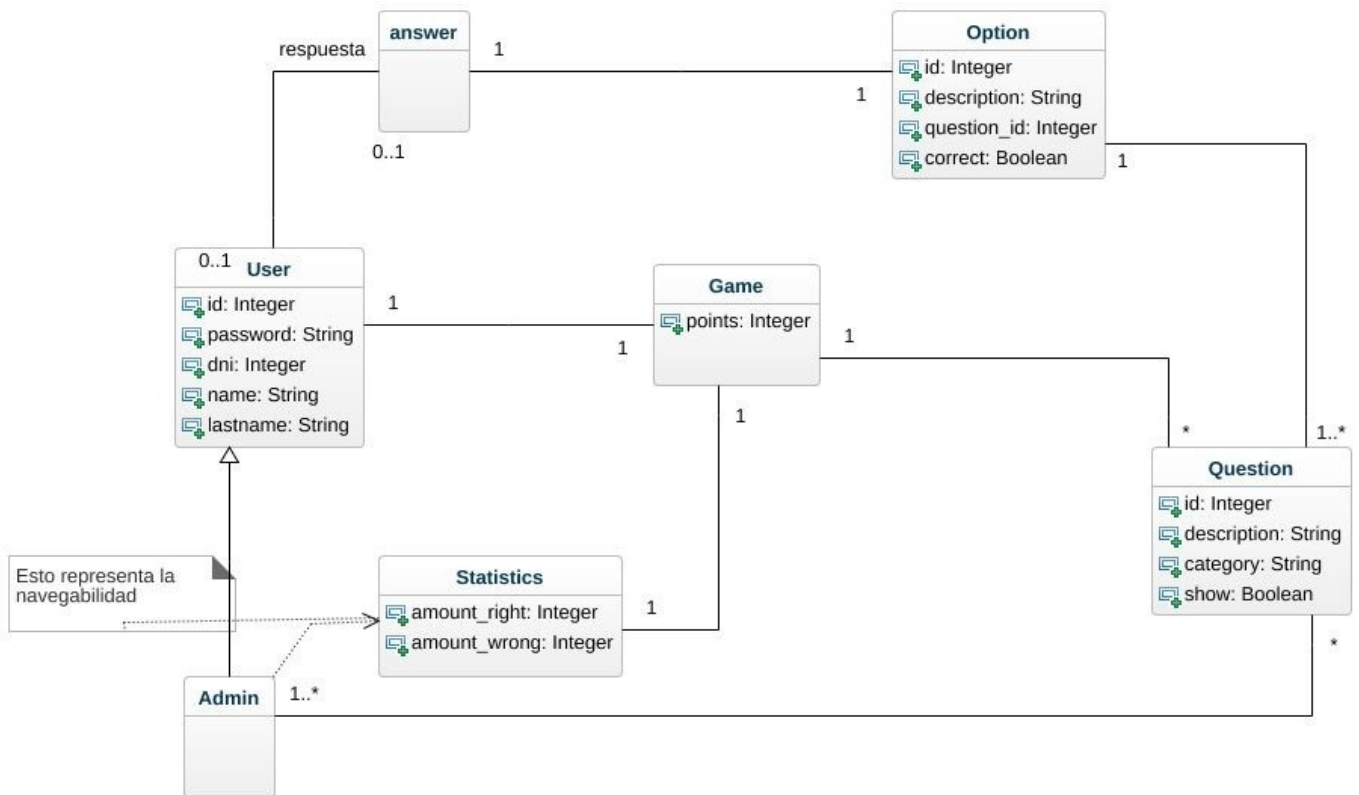 answer
respuesta
1
0..1
Option
id: Integer
description: String
question_id: Integer
correct: Boolean
1
1
0..1
User
id: Integer
password: String
dni: Integer
name: String
lastname: String
1
1
Game
points: Integer
1
1
*
1..*
Question
id: Integer
description: String
category: String
show: Boolean
*
Esto representa la
navegabilidad
Statistics
amount_right: Integer
amount_wrong: Integer
1
Admin
1..*